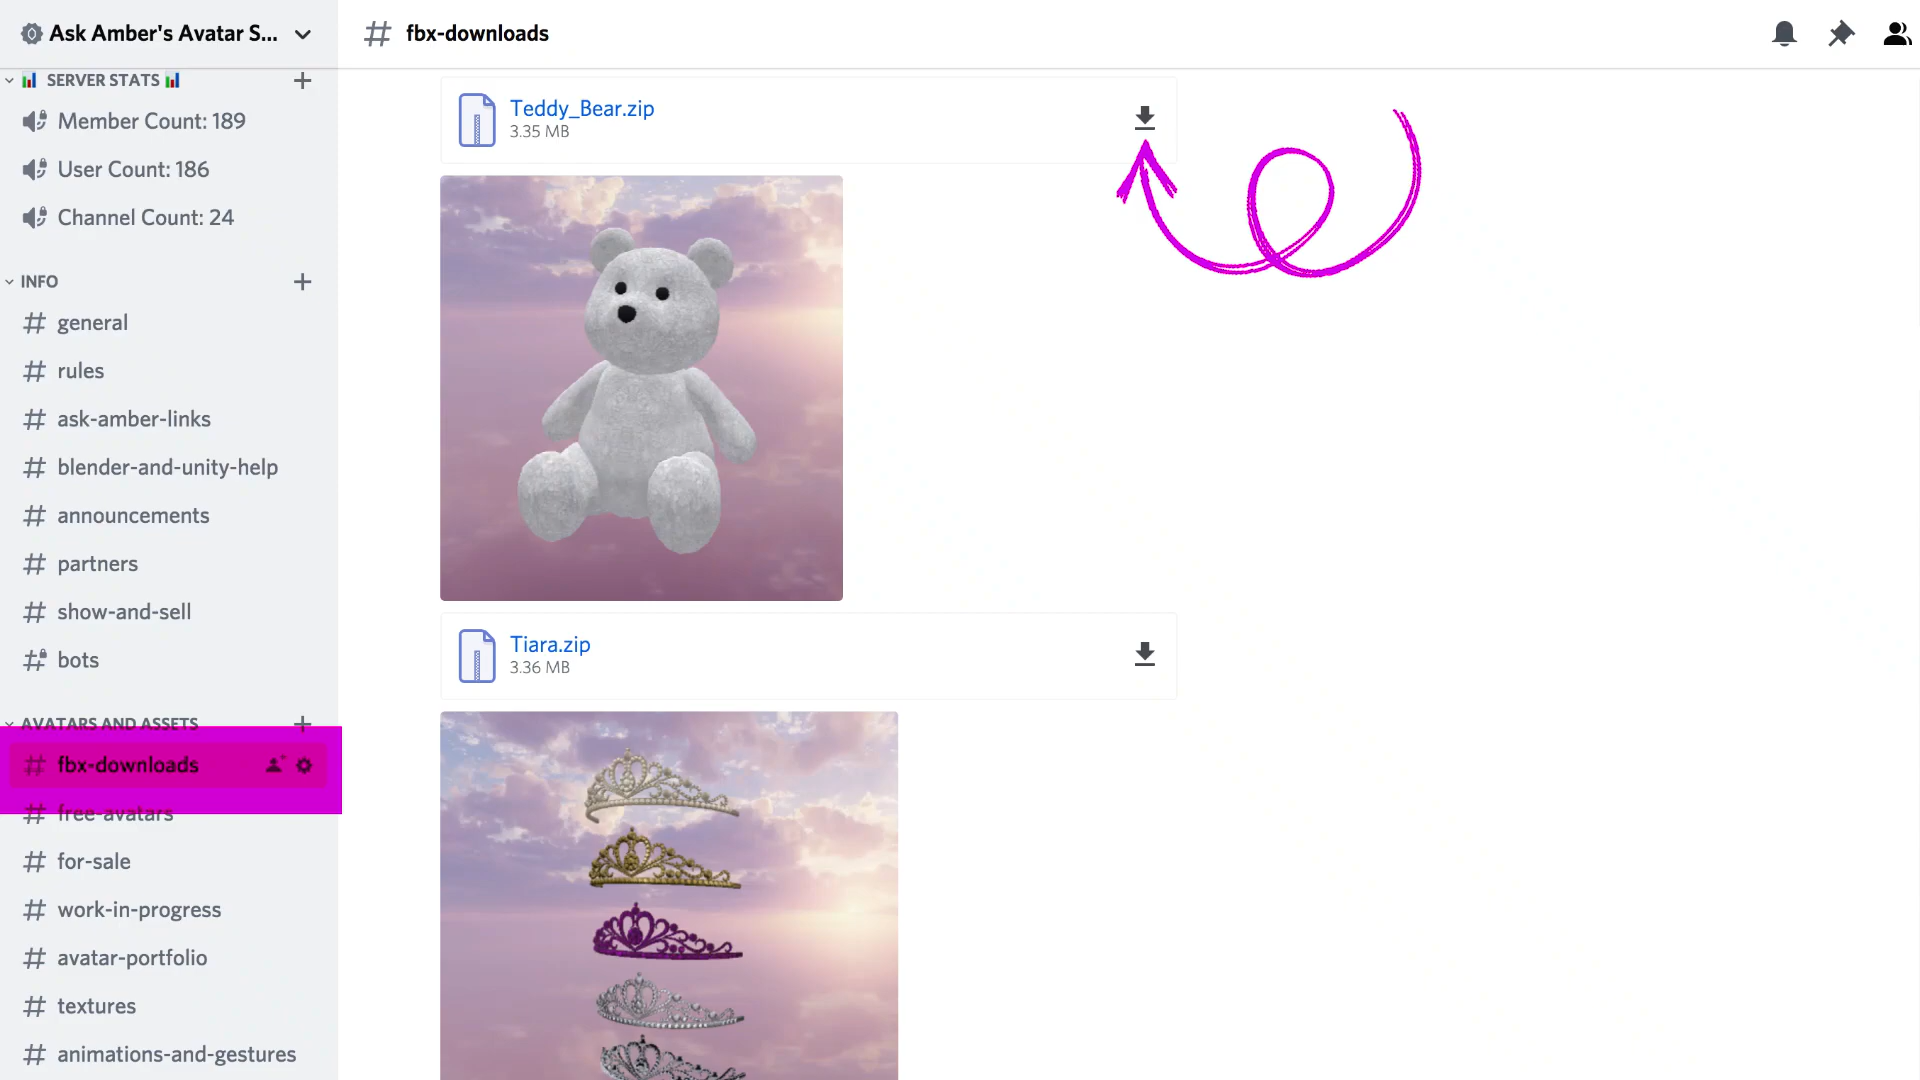 Ask Amber's Avatar S...
SERVER STATS
Member Count: 189
User Count: 186
Channel Count: 24
INFO
general
rules
ask-amber-links
blender-and-unity-help
announcements
partners
show-and-sell
bots
AVATARS AND ASSETS
fbx-downloads
free-avatars
for-sale
work-in-progress
avatar-portfolio
textures
animations-and-gestures
# fbx-downloads
Teddy_Bear.zip
3.35 MB
Tiara.zip
3.36 MB